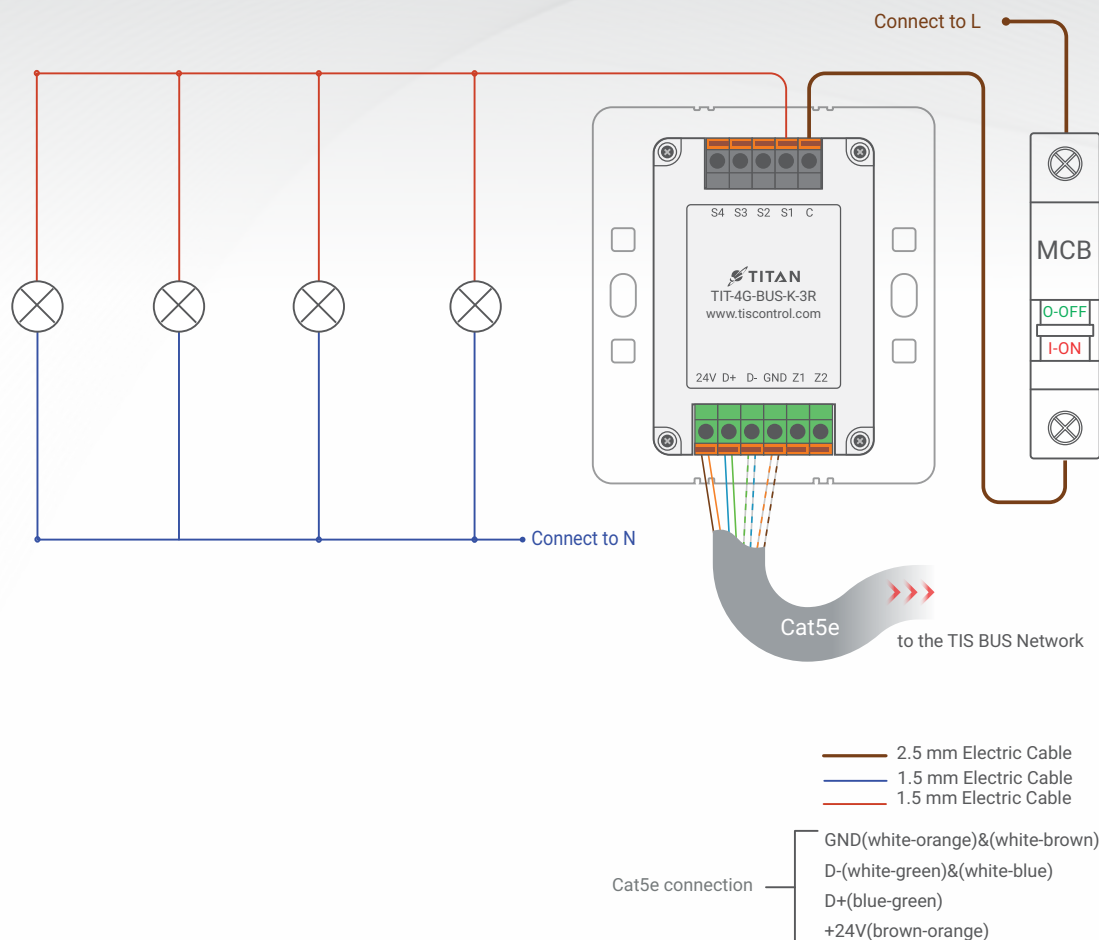 Connect to L
S4 S3 S2 S1 C
TITAN
TIT-4G-BUS-K-3R
www.tiscontrol.com
24V D+ D- GND Z1 Z2
MCB
O-OFF
I-ON
Connect to N
Cat5e
to the TIS BUS Network
2.5 mm Electric Cable
1.5 mm Electric Cable
1.5 mm Electric Cable
Cat5e connection
GND(white-orange)&(white-brown)
D-(white-green)&(white-blue)
D+(blue-green)
+24V(brown-orange)